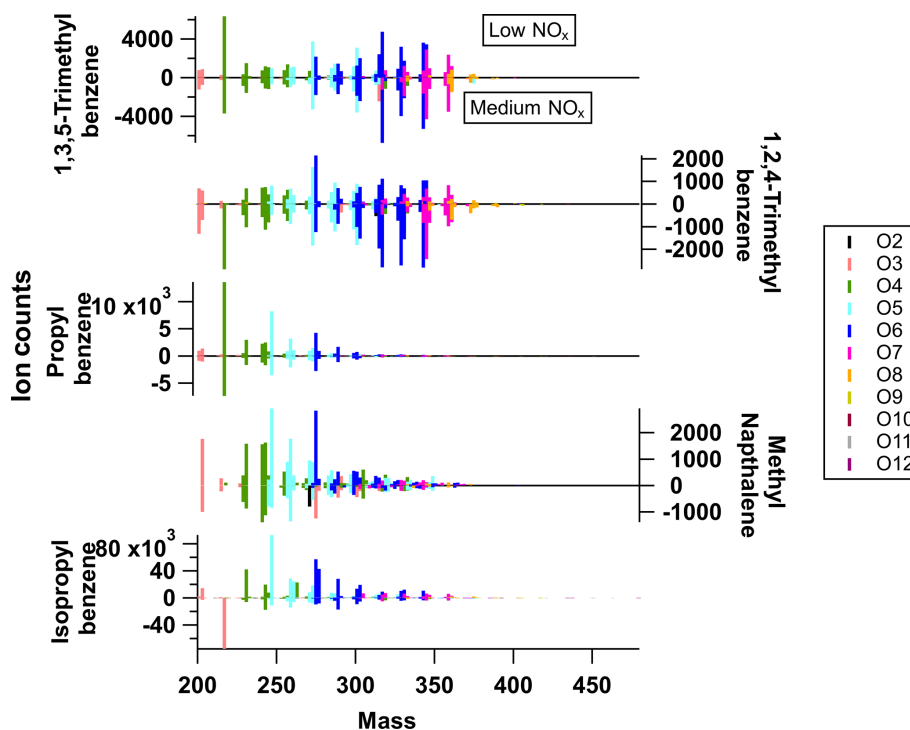 Low NOx
Medium NOx
4000
0
-4000
1,3,5-Trimethyl
benzene
2000
1000
0
-1000
-2000
1,2,4-Trimethyl
benzene
10 x10³
5
0
-5
Propyl
benzene
Ion counts
2000
1000
0
-1000
Methyl
Napthalene
80 x10³
40
0
-40
Isopropyl
benzene
200 250 300 350 400 450
Mass
O2
O3
O4
O5
O6
O7
O8
O9
O10
O11
O12